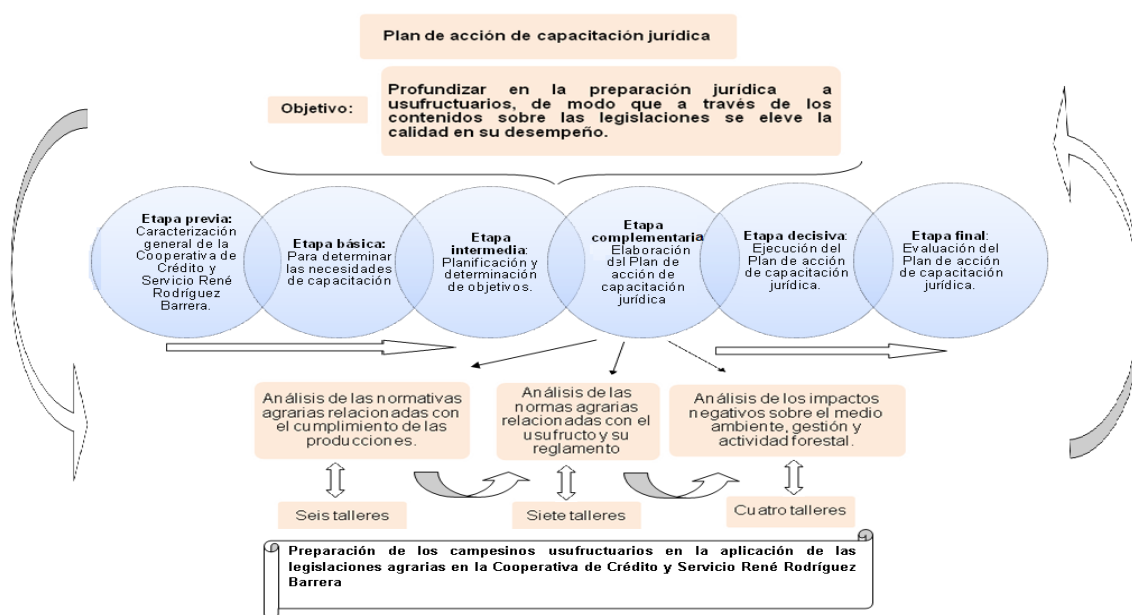 Plan de acción de capacitación jurídica
Objetivo:
Profundizar en la preparación jurídica a
usufructuarios, de modo que a través de los
contenidos sobre las legislaciones se eleve la
calidad en su desempeño.
Etapa previa:
Caracterización
general de la
Cooperativa de
Crédito y
Servicio René
Rodríguez
Barrera.
Etapa básica:
Para determinar
las necesidades
de capacitación
Etapa
intermedia:
Planificación y
determinación
de objetivos.
Etapa
complementaria
Elaboración
del Plan de
acción de
capacitación
jurídica
Etapa decisiva:
Ejecución del
Plan de acción
de capacitación
jurídica.
Etapa final:
Evaluación del
Plan de acción de
capacitación
jurídica.
Análisis de las normativas
agrarias relacionadas con
el cumplimiento de las
producciones.
Análisis de las
normas agrarias
relacionadas con el
usufructo y su
reglamento
Análisis de los impactos
negativos sobre el medio
ambiente, gestión y
actividad forestal.
Seis talleres
Siete talleres
Cuatro talleres
Preparación de los campesinos usufructuarios en la aplicación de las
legislaciones agrarias en la Cooperativa de Crédito y Servicio René Rodríguez
Barrera